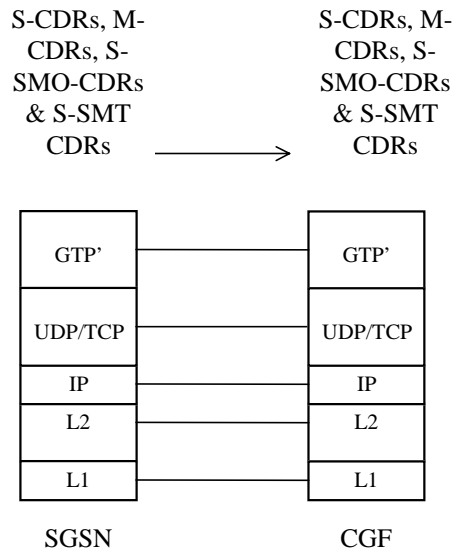 S-CDRs, M-
CDRs, S-
SMO-CDRs
& S-SMT
CDRs
S-CDRs, M-
CDRs, S-
SMO-CDRs
& S-SMT
CDRs
GTP’
GTP’
UDP/TCP
UDP/TCP
IP
IP
L2
L2
L1
L1
SGSN
CGF